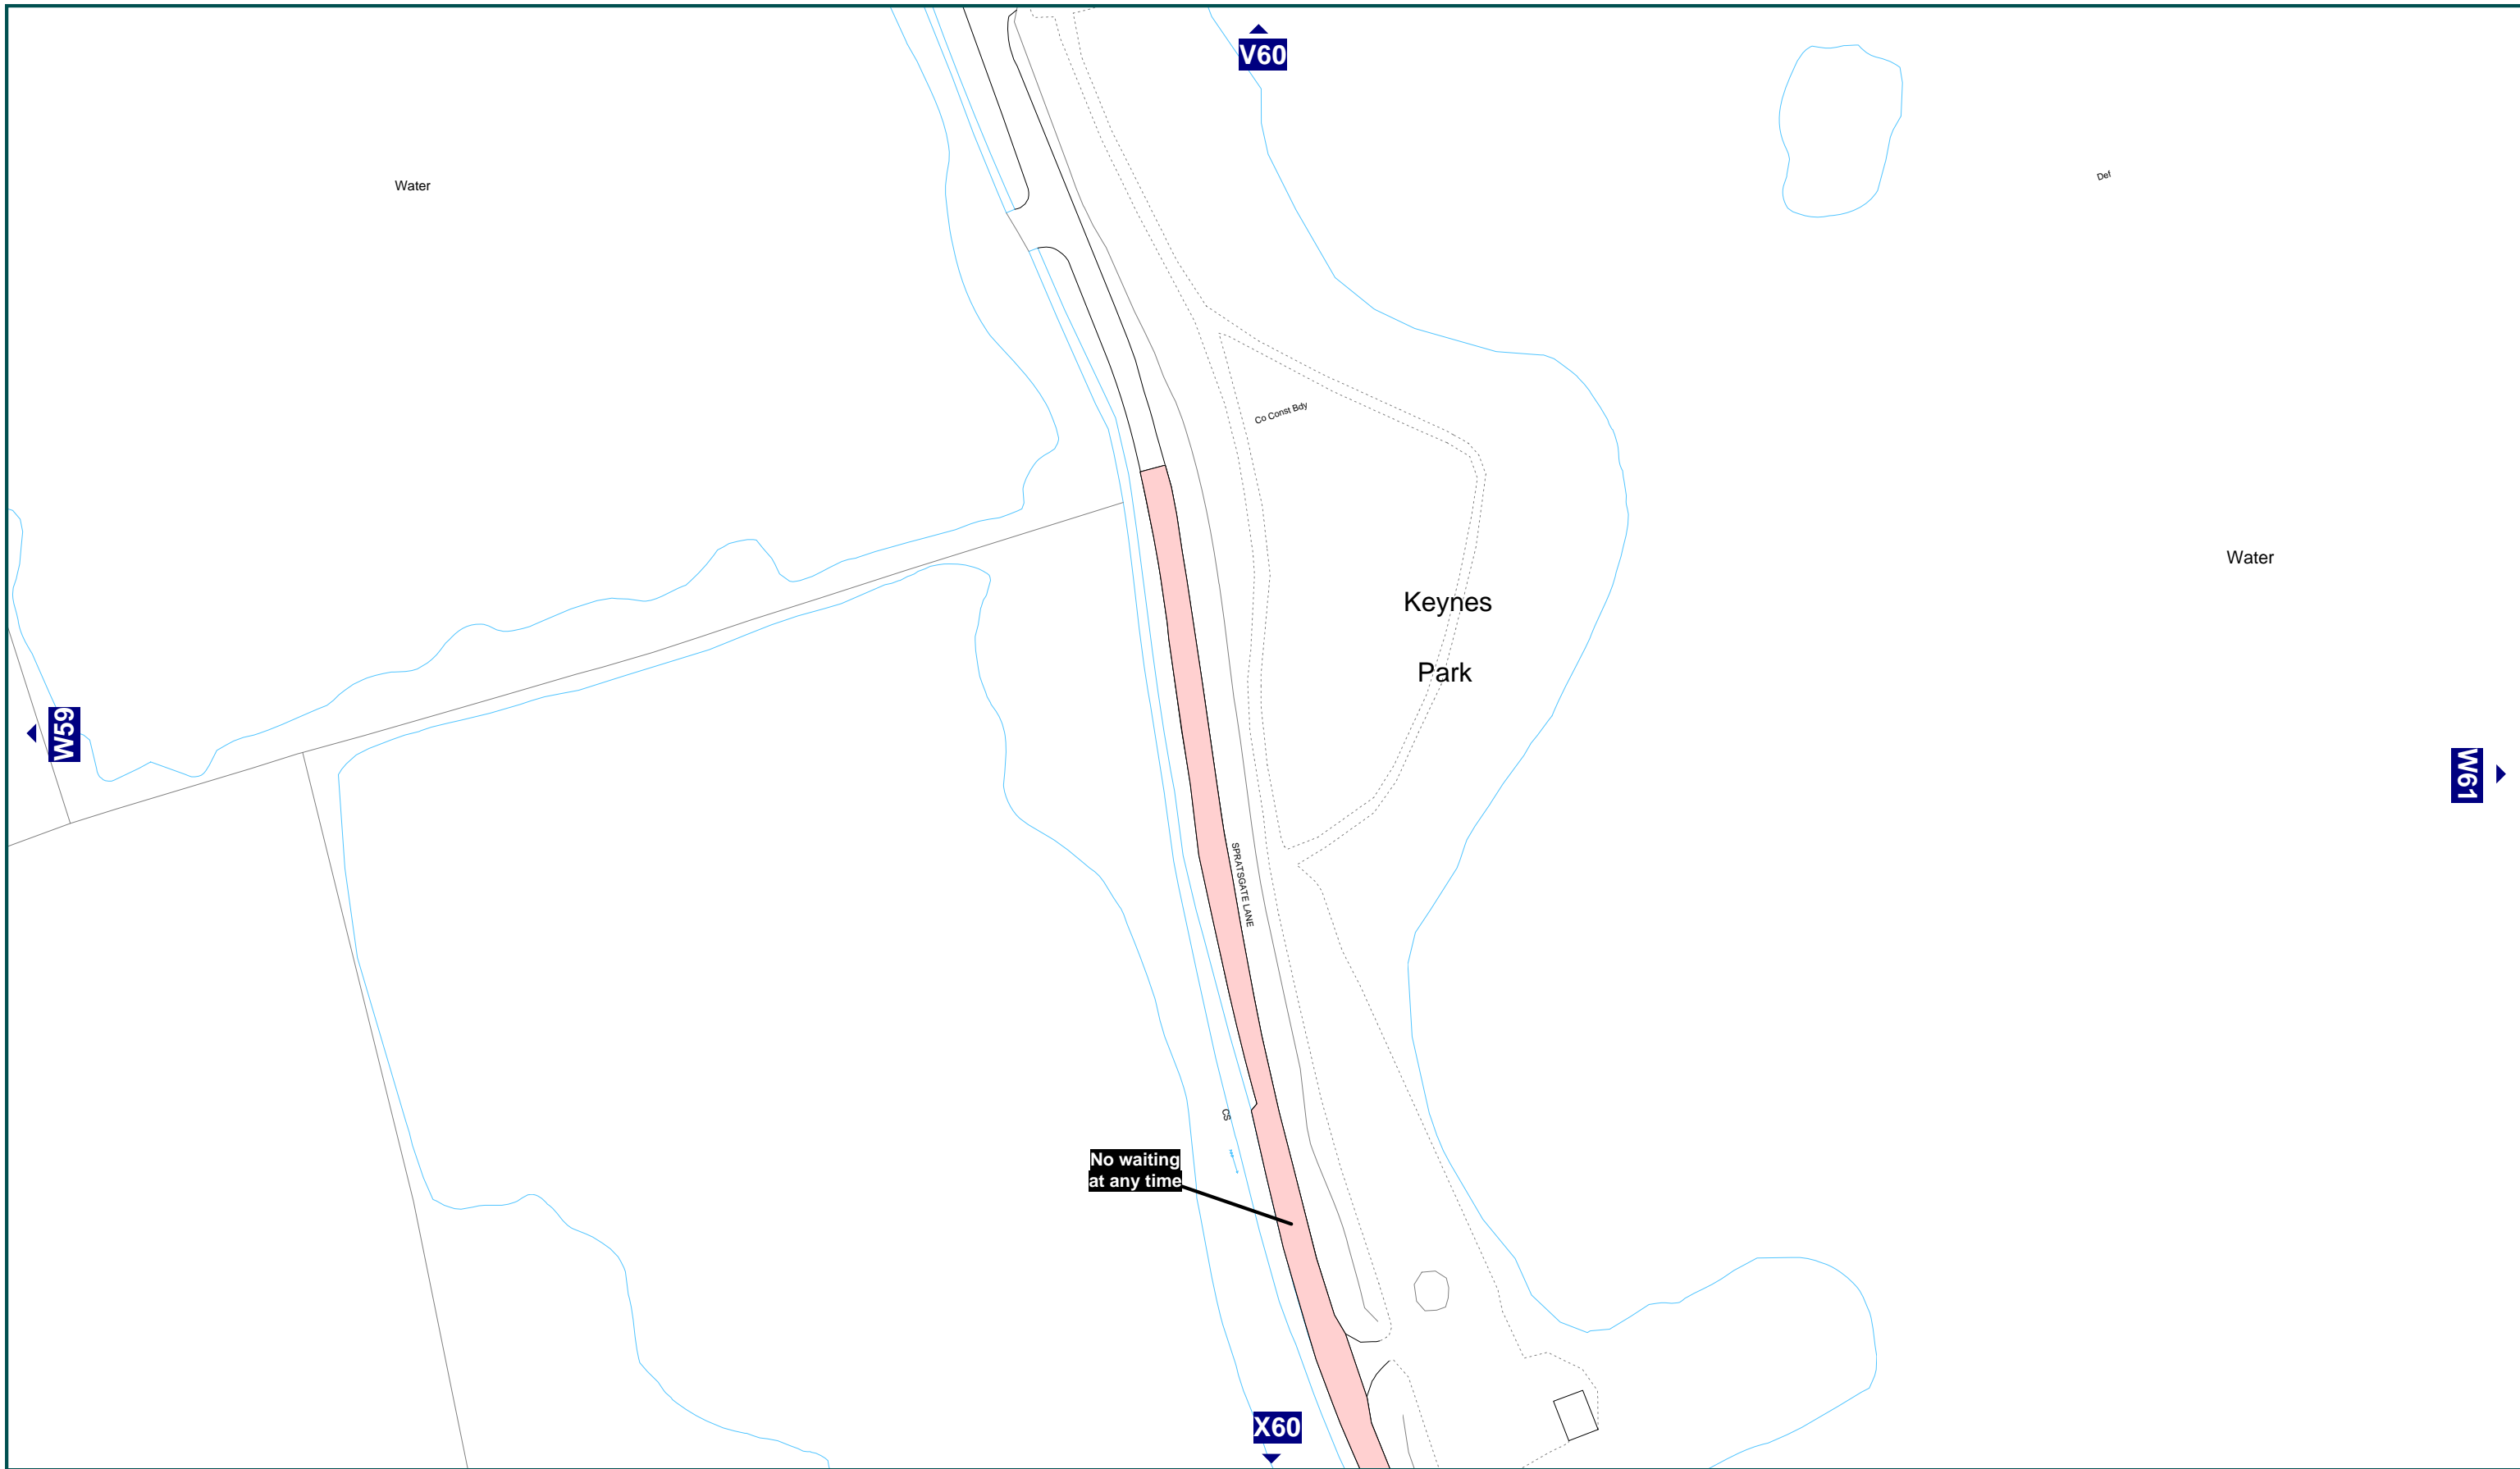 V60
Water
Def
Co Const Bdy
Water
Keynes
Park
W59
W61
SPRATSGATE LANE
CS
No waiting
at any time
X60